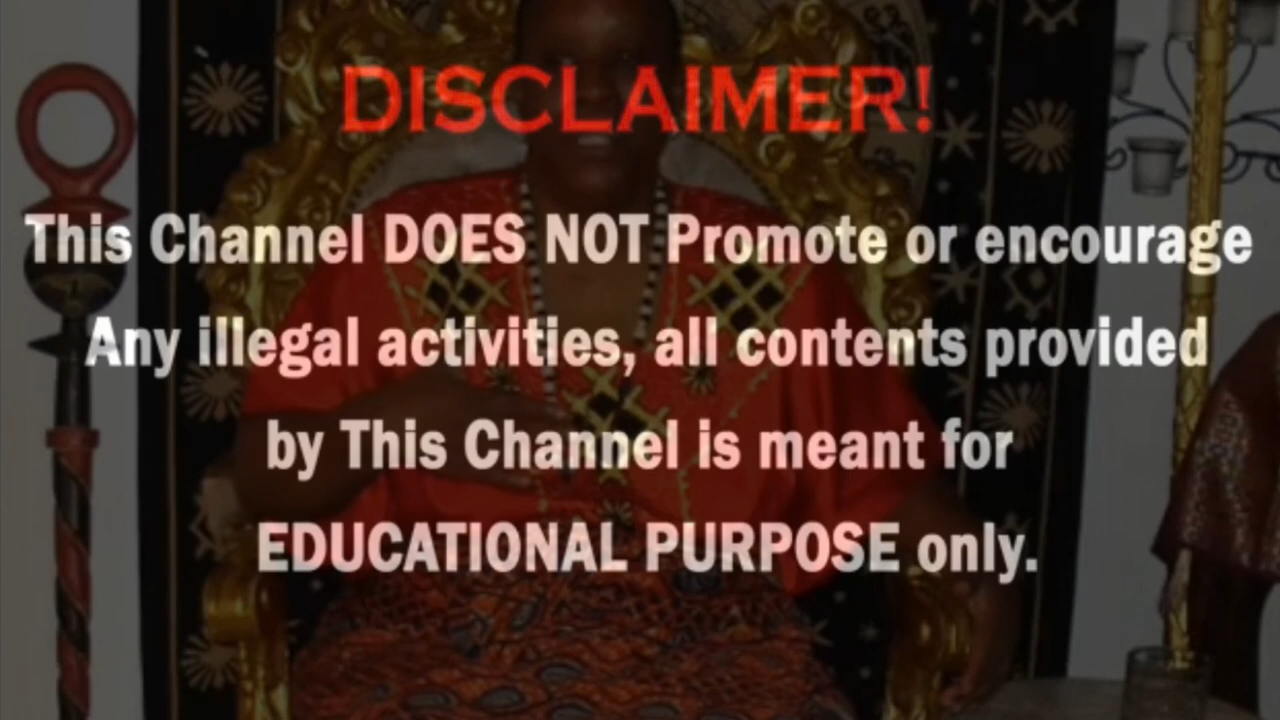 DISCLAIMER!
This Channel DOES NOT Promote or encourage
Any illegal activities, all contents provided
by This Channel is meant for
EDUCATIONAL PURPOSE only.